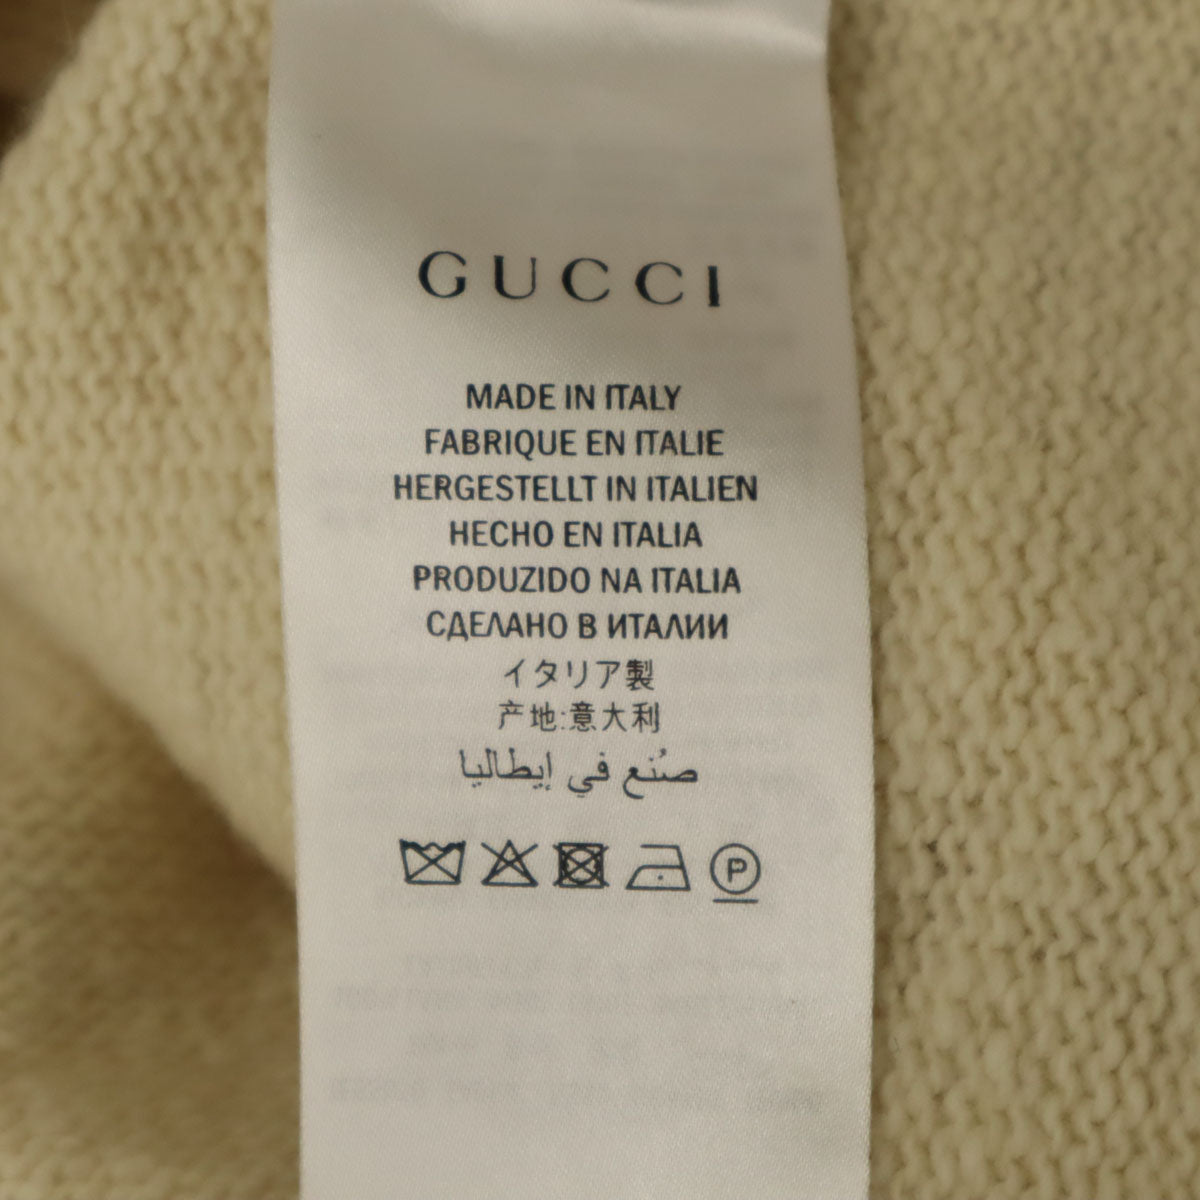 GUCCI
MADE IN ITALY
FABRIQUE EN ITALIE
HERGESTELLT IN ITALIEN
HECHO EN ITALIA
PRODUZIDO NA ITALIA
СДЕЛАНО В ИТАЛИИ
イタリア製
产地:意大利
صُنع في إيطاليا
P